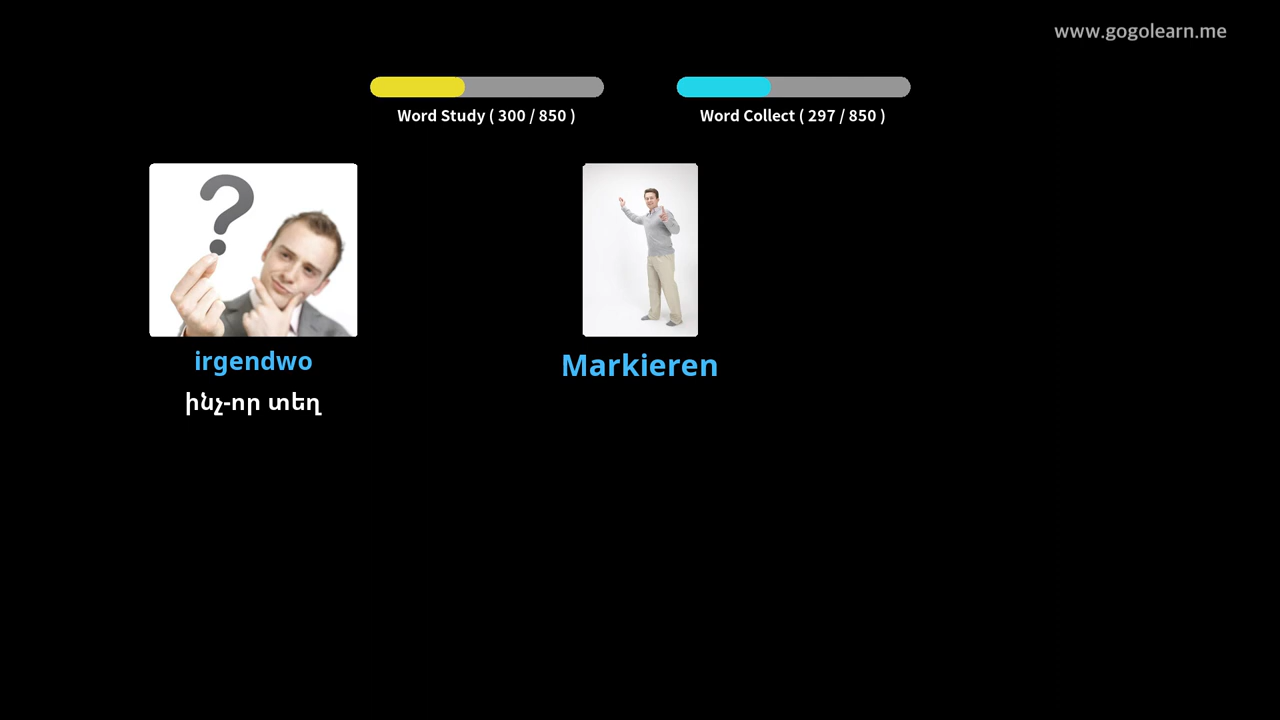 www.gogolearn.me
Word Study ( 300 / 850 )
Word Collect ( 297 / 850 )
?
irgendwo
ինչ-որ տեղ
Markieren